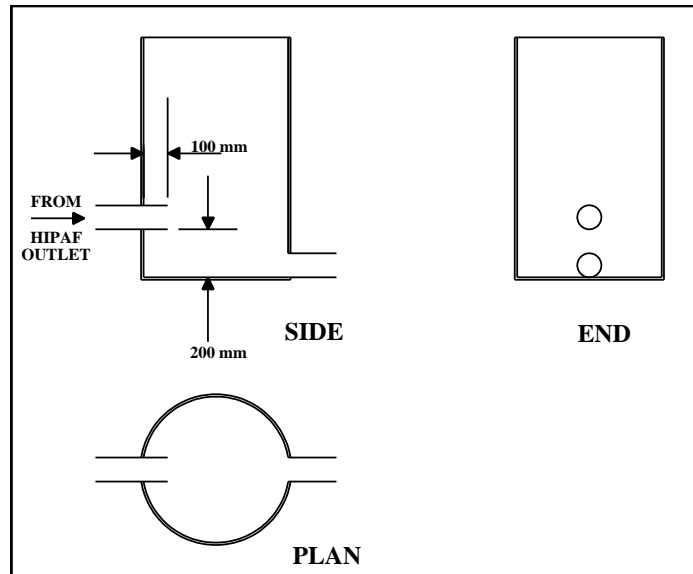 100 mm
FROM
HIPAF
OUTLET
SIDE
END
200 mm
PLAN